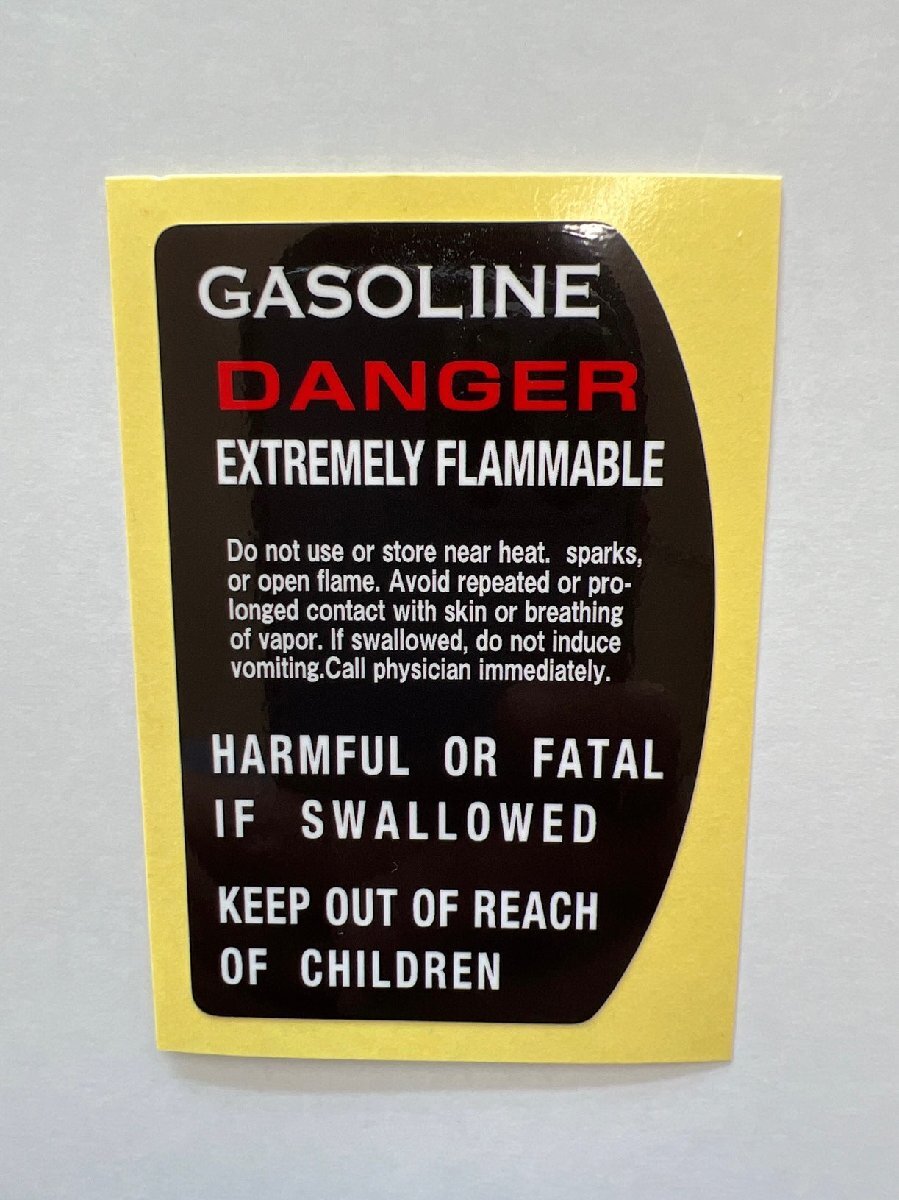 GASOLINE
DANGER
EXTREMELY FLAMMABLE
Do not use or store near heat.  sparks,
or open flame. Avoid repeated or pro-
longed contact with skin or breathing
of vapor. If swallowed, do not induce
vomiting.Call physician immediately.
HARMFUL OR FATAL
IF SWALLOWED
KEEP OUT OF REACH
OF CHILDREN